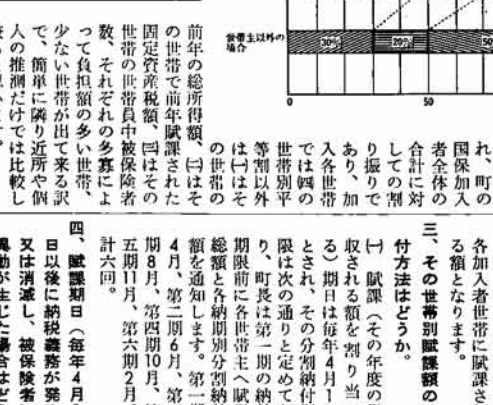 世帯主以外の
場合
30%
20%
50
0
50
れ、町の
国保加入
者全体の
合計に対
しての割
り振りで
あり、加
入各世帯
では㈣の
世帯別平
等割以外
は㈠はそ
の世帯の
前年の総所得額、㈡はそ
の世帯で前年賦課された
固定資産税額、㈢はその
世帯の世帯員中被保険者
数、それぞれの多寡によ
って負担額の多い世帯、
少ない世帯が出て来る訳
で、簡単に隣り近所や個
人の推測だけでは比較し
各加入者世帯に賦課さ
る額となります。
三、その世帯別賦課額の
付方法はどうか。
㈠ 賦課（その年度の
収される額を割り当
る）期日は毎年4月1
とされ、その分割納付
限は次の通りと定めて
り、町長は第一期の納
期限前に各世帯主へ賦
総額と各納期別分割納
額を通知します。第一
4月、第二期6月、第
期8月、第四期10月、
五期11月、第六期2月
計六回。
四、賦課期日（毎年4月
日以後に納税義務が発
又は消滅し、被保険者
異動が生じた場合はど